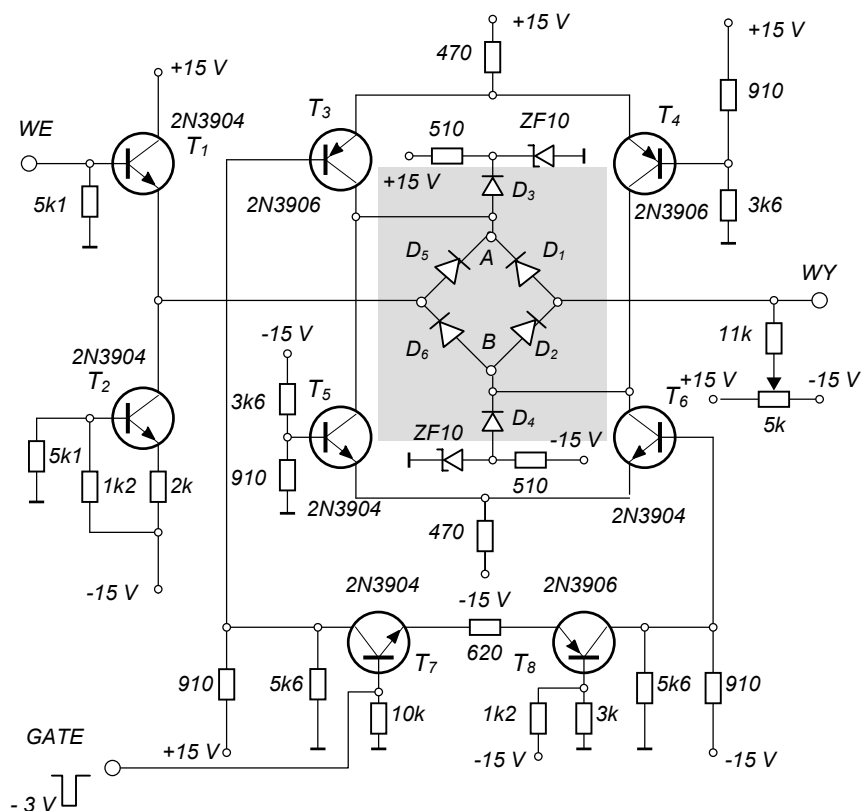 +15 V
+15 V
470
+15 V
2N3904
T3
510
ZF10
T4
910
WE
T1
+15 V
D3
5k1
2N3906
2N3906
3k6
D5
A
D1
WY
-15 V
B
11k
2N3904
D6
D2
T2
3k6
T5
D4
T6
+15 V
-15 V
ZF10
-15 V
5k
5k1
1k2
2k
910
510
2N3904
2N3904
470
-15 V
2N3904
-15 V
2N3906
620
T7
T8
910
5k6
10k
1k2
3k
5k6
910
GATE
+15 V
-15 V
-15 V
- 3 V